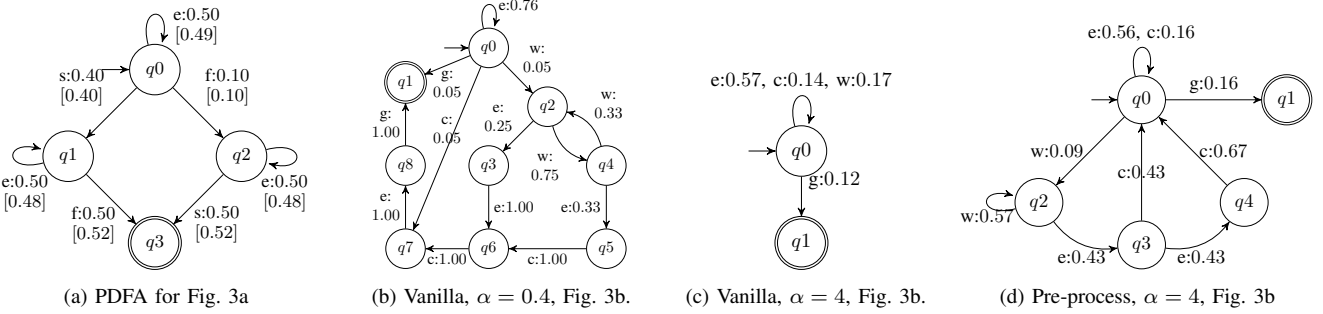 e:0.50
[0.49]
q0
s:0.40
[0.40]
f:0.10
[0.10]
q1
q2
e:0.50
[0.48]
e:0.50
[0.48]
f:0.50
[0.52]
s:0.50
[0.52]
q3
(a) PDFA for Fig. 3a
e:0.76
q0
w:
0.05
q1
g:
0.05
q2
w:
0.33
g:
1.00
c:
0.05
e:
0.25
w:
0.75
q8
q3
q4
e:
1.00
e:1.00
e:0.33
q7
q6
q5
c:1.00
c:1.00
(b) Vanilla, α = 0.4, Fig. 3b.
e:0.57, c:0.14, w:0.17
q0
g:0.12
q1
(c) Vanilla, α = 4, Fig. 3b.
e:0.56, c:0.16
q0
g:0.16
q1
w:0.09
c:0.43
c:0.67
q2
w:0.57
q3
q4
e:0.43
e:0.43
(d) Pre-process, α = 4, Fig. 3b